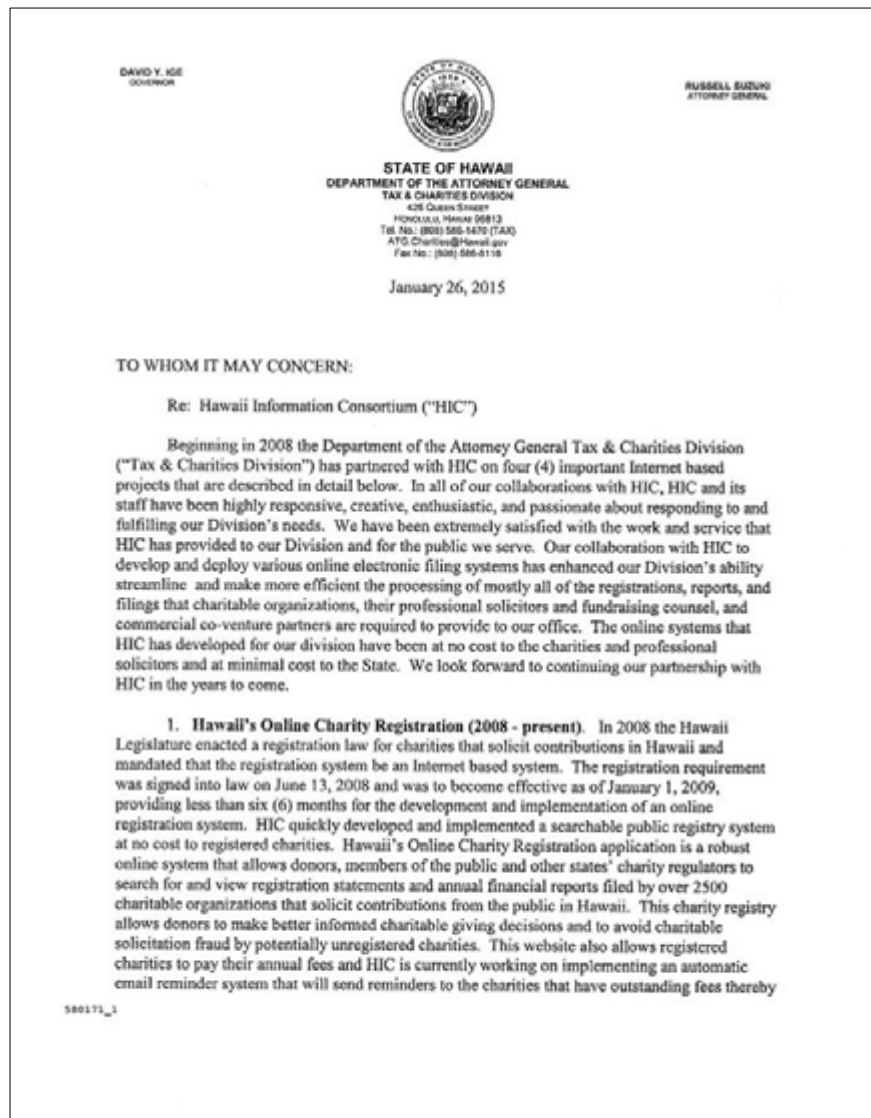 DAVID Y. IGE
GOVERNOR
RUSSELL SUZUKI
ATTORNEY GENERAL
STATE OF HAWAII
STATE OF HAWAII
DEPARTMENT OF THE ATTORNEY GENERAL
TAX & CHARITIES DIVISION
425 QUEEN STREET
HONOLULU, HAWAII 96813
Tel. No.: (808) 586-1470 (TAX)
ATG.Charities@Hawaii.gov
Fax No.: (808) 586-8116
January 26, 2015
TO WHOM IT MAY CONCERN:
Re: Hawaii Information Consortium ("HIC")
Beginning in 2008 the Department of the Attorney General Tax & Charities Division
("Tax & Charities Division") has partnered with HIC on four (4) important Internet based
projects that are described in detail below. In all of our collaborations with HIC, HIC and its
staff have been highly responsive, creative, enthusiastic, and passionate about responding to and
fulfilling our Division's needs. We have been extremely satisfied with the work and service that
HIC has provided to our Division and for the public we serve. Our collaboration with HIC to
develop and deploy various online electronic filing systems has enhanced our Division's ability
streamline and make more efficient the processing of mostly all of the registrations, reports, and
filings that charitable organizations, their professional solicitors and fundraising counsel, and
commercial co-venture partners are required to provide to our office. The online systems that
HIC has developed for our division have been at no cost to the charities and professional
solicitors and at minimal cost to the State. We look forward to continuing our partnership with
HIC in the years to come.
1. Hawaii's Online Charity Registration (2008 - present). In 2008 the Hawaii
Legislature enacted a registration law for charities that solicit contributions in Hawaii and
mandated that the registration system be an Internet based system. The registration requirement
was signed into law on June 13, 2008 and was to become effective as of January 1, 2009,
providing less than six (6) months for the development and implementation of an online
registration system. HIC quickly developed and implemented a searchable public registry system
at no cost to registered charities. Hawaii's Online Charity Registration application is a robust
online system that allows donors, members of the public and other states' charity regulators to
search for and view registration statements and annual financial reports filed by over 2500
charitable organizations that solicit contributions from the public in Hawaii. This charity registry
allows donors to make better informed charitable giving decisions and to avoid charitable
solicitation fraud by potentially unregistered charities. This website also allows registered
charities to pay their annual fees and HIC is currently working on implementing an automatic
email reminder system that will send reminders to the charities that have outstanding fees thereby
580171_1